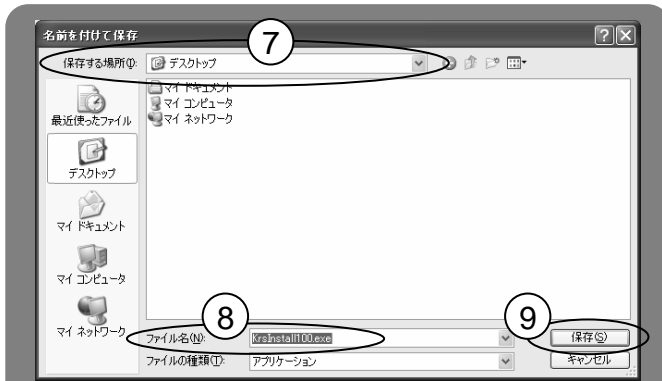 名前を付けて保存
7
保存する場所(I):
デスクトップ
マイ ドキュメント
マイ コンピュータ
マイ ネットワーク
最近使ったファイル
デスクトップ
マイ ドキュメント
マイ コンピュータ
マイ ネットワーク
8
9
ファイル名(N):
KrsInstall100.exe
保存(S)
ファイルの種類(T):
アプリケーション
キャンセル